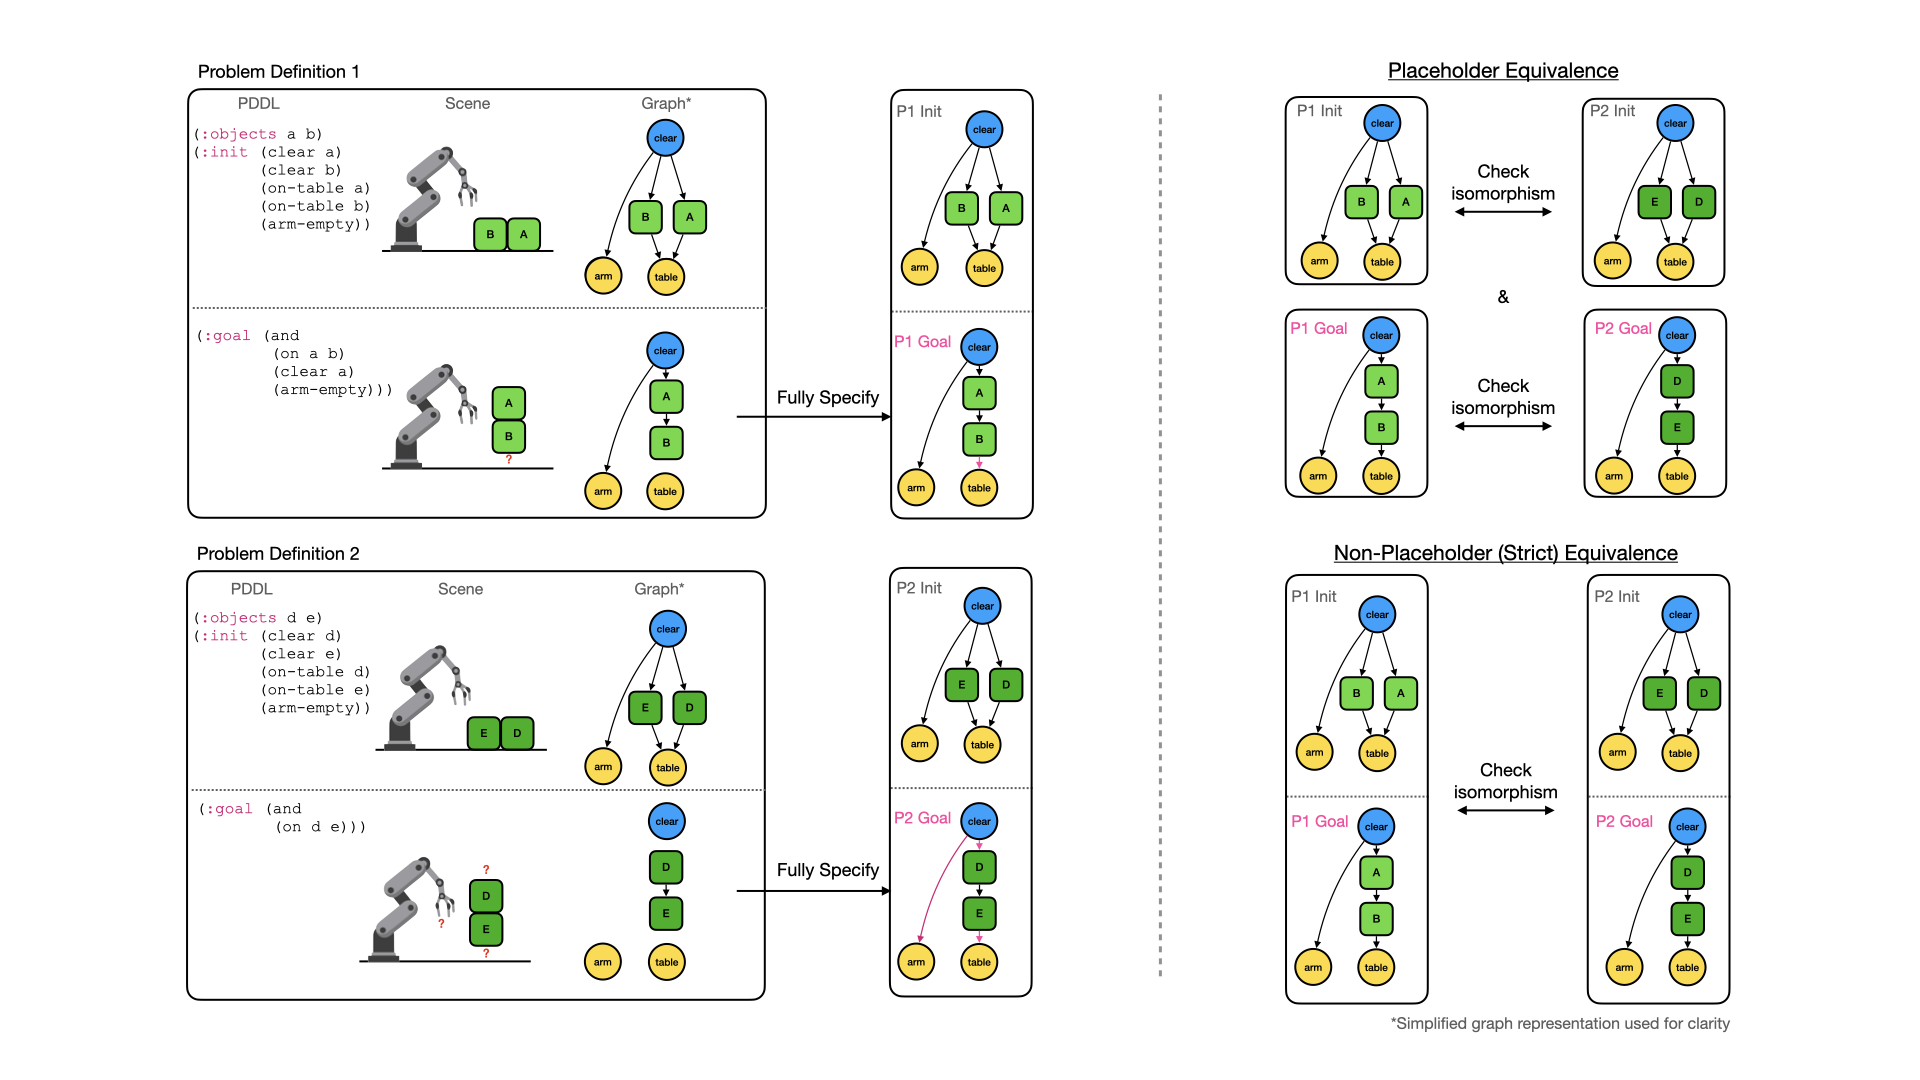 Problem Definition 1
PDDL
Scene
Graph*
(:objects a b)
(:init (clear a)
(clear b)
(on-table a)
(on-table b)
(arm-empty))
B A
clear
B A
arm table
(:goal (and
(on a b)
(clear a)
(arm-empty)))
A
B
?
clear
A
B
arm table
Fully Specify
P1 Init
clear
B A
arm table
P1 Goal
clear
A
B
arm table
Problem Definition 2
PDDL
Scene
Graph*
(:objects d e)
(:init (clear d)
(clear e)
(on-table d)
(on-table e)
(arm-empty))
E D
clear
E D
arm table
(:goal (and
(on d e)))
?
D
?
E
?
clear
D
E
arm table
Fully Specify
P2 Init
clear
E D
arm table
P2 Goal
clear
D
E
arm table
Placeholder Equivalence
P1 Init
clear
B A
arm table
Check
isomorphism
P2 Init
clear
E D
arm table
&
P1 Goal
clear
A
B
arm table
Check
isomorphism
P2 Goal
clear
D
E
arm table
Non-Placeholder (Strict) Equivalence
P1 Init
clear
B A
arm table
P1 Goal
clear
A
B
arm table
Check
isomorphism
P2 Init
clear
E D
arm table
P2 Goal
clear
D
E
arm table
*Simplified graph representation used for clarity